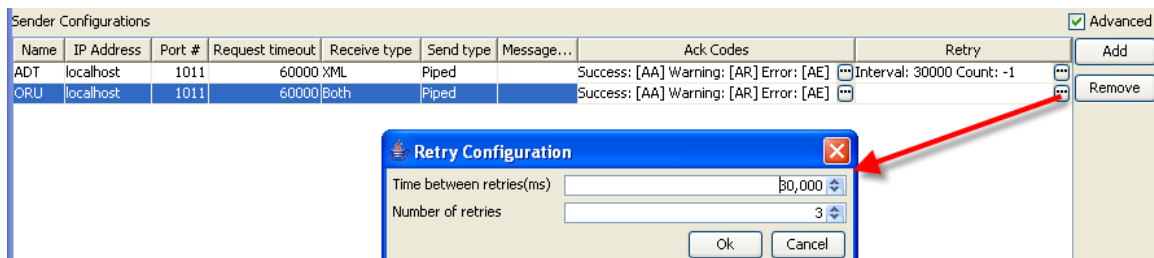 Sender Configurations Advanced
Name IP Address Port # Request timeout Receive type Send type Message... Ack Codes Retry Add
ADT localhost 1011 60000 XML Piped Success: [AA] Warning: [AR] Error: [AE] Interval: 30000 Count: -1
ORU localhost 1011 60000 Both Piped Success: [AA] Warning: [AR] Error: [AE] Remove
Retry Configuration
Time between retries(ms) 30,000
Number of retries 3
Ok Cancel